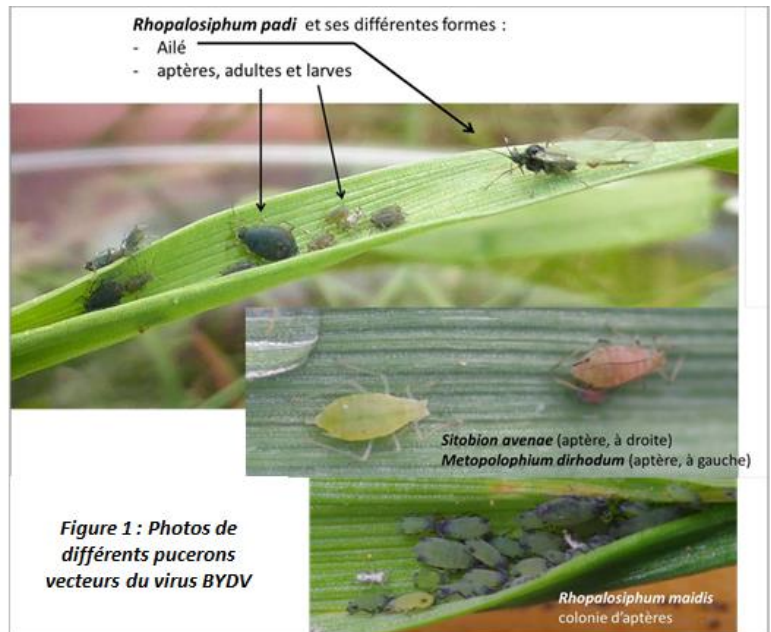 Rhopalosiphum padi et ses différentes formes :
- Ailé
- aptères, adultes et larves
Sitobion avenae (aptère, à droite)
Metopolophium dirhodum (aptère, à gauche)
Figure 1 : Photos de
différents pucerons
vecteurs du virus BYDV
Rhopalosiphum maidis
colonie d'aptères